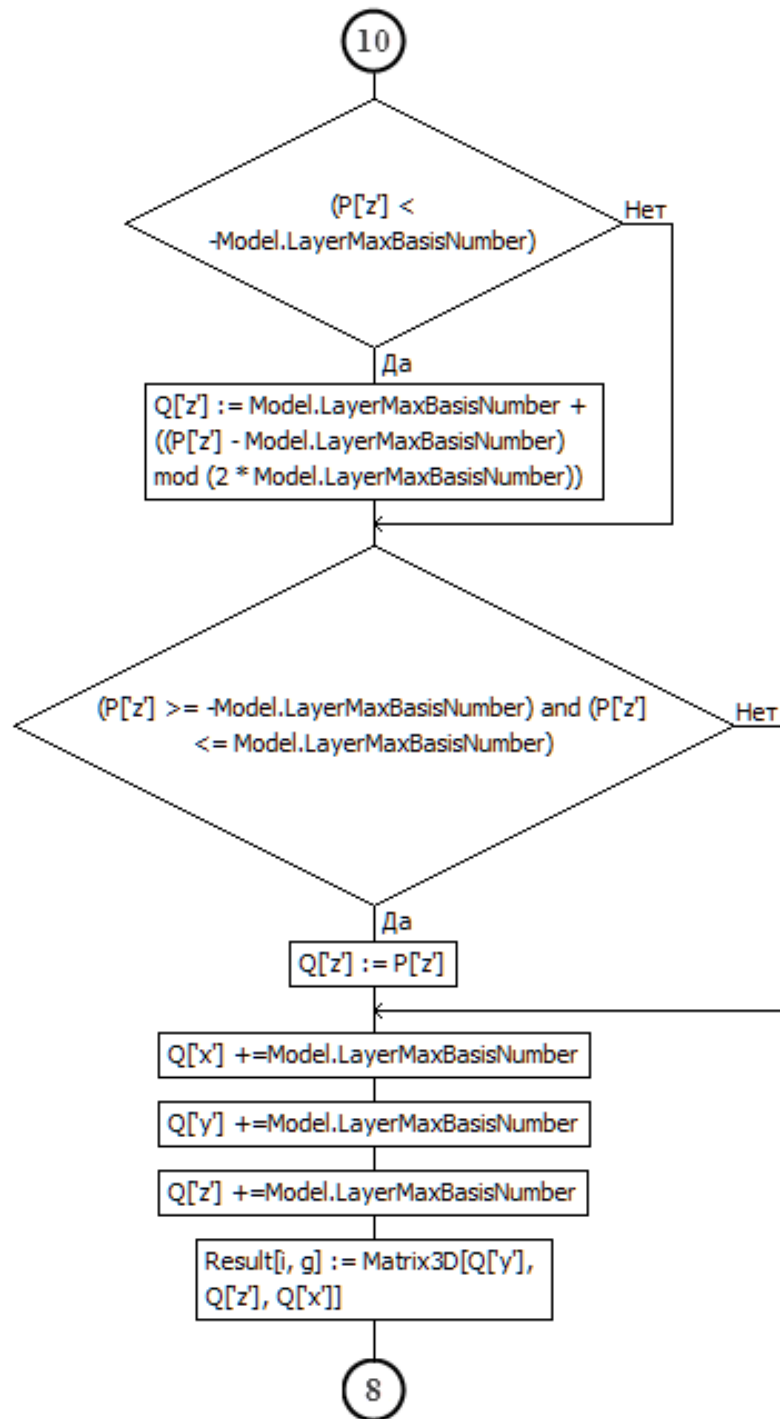 10
(P['z'] <
-Model.LayerMaxBasisNumber)
Нет
Да
Q['z'] := Model.LayerMaxBasisNumber +
((P['z'] - Model.LayerMaxBasisNumber)
mod (2 * Model.LayerMaxBasisNumber))
(P['z'] >= -Model.LayerMaxBasisNumber) and (P['z']
<= Model.LayerMaxBasisNumber)
Нет
Да
Q['z'] := P['z']
Q['x'] +=Model.LayerMaxBasisNumber
Q['y'] +=Model.LayerMaxBasisNumber
Q['z'] +=Model.LayerMaxBasisNumber
Result[i, g] := Matrix3D[Q['y'],
Q['z'], Q['x']]
8